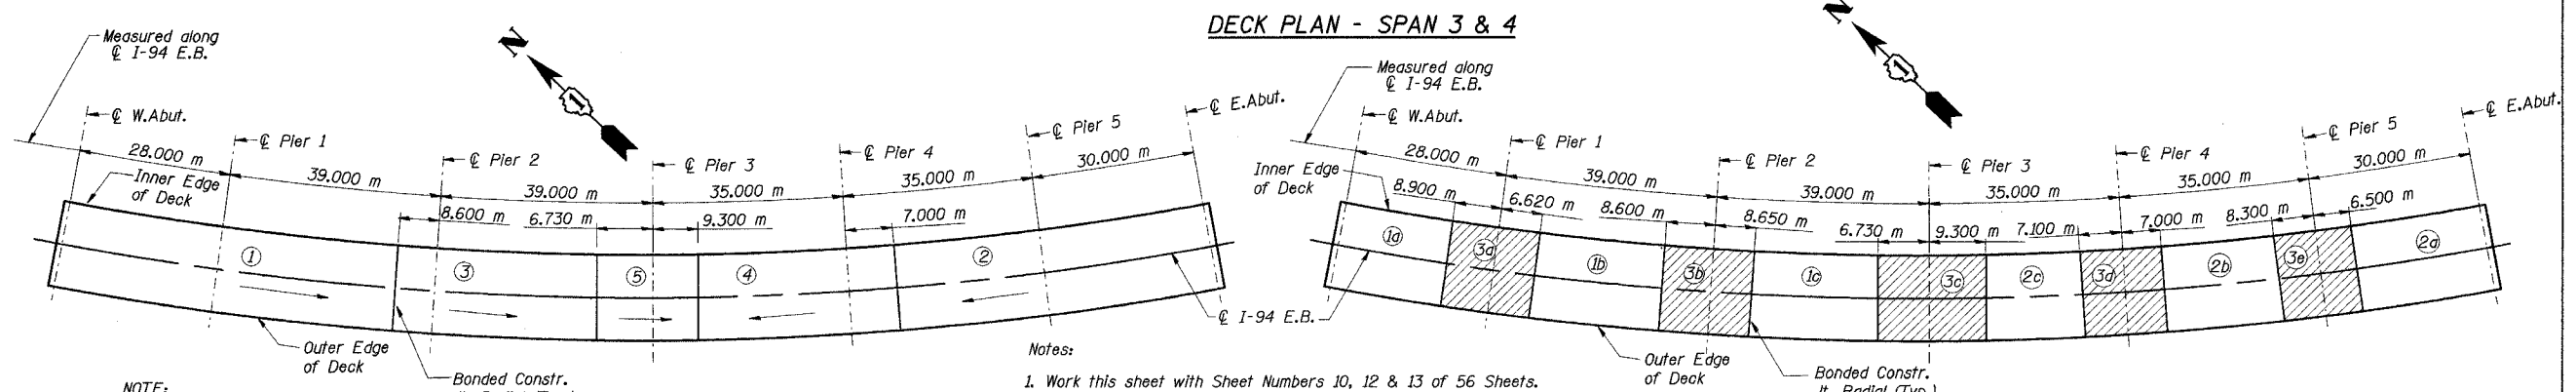 DECK PLAN - SPAN 3 & 4
Measured along
℄ I-94 E.B.
N
1
℄ W.Abut.
℄ Pier 1
℄ Pier 2
℄ Pier 3
℄ Pier 4
℄ Pier 5
℄ E.Abut.
28.000 m
39.000 m
39.000 m
35.000 m
35.000 m
30.000 m
Inner Edge
of Deck
8.600 m
6.730 m
9.300 m
7.000 m
1
3
5
4
2
℄ I-94 E.B.
Outer Edge
of Deck
Bonded Constr.
NOTE:
Measured along
℄ I-94 E.B.
N
1
℄ W.Abut.
℄ Pier 1
℄ Pier 2
℄ Pier 3
℄ Pier 4
℄ Pier 5
℄ E.Abut.
28.000 m
39.000 m
39.000 m
35.000 m
35.000 m
30.000 m
Inner Edge
of Deck
8.900 m
6.620 m
8.600 m
8.650 m
6.730 m
9.300 m
7.100 m
7.000 m
8.300 m
6.500 m
1a
3a
1b
3b
1c
3c
2c
3d
2b
3e
2a
Outer Edge
of Deck
Bonded Constr.
Jt. Radial (Typ.)
Notes:
1. Work this sheet with Sheet Numbers 10, 12 & 13 of 56 Sheets.